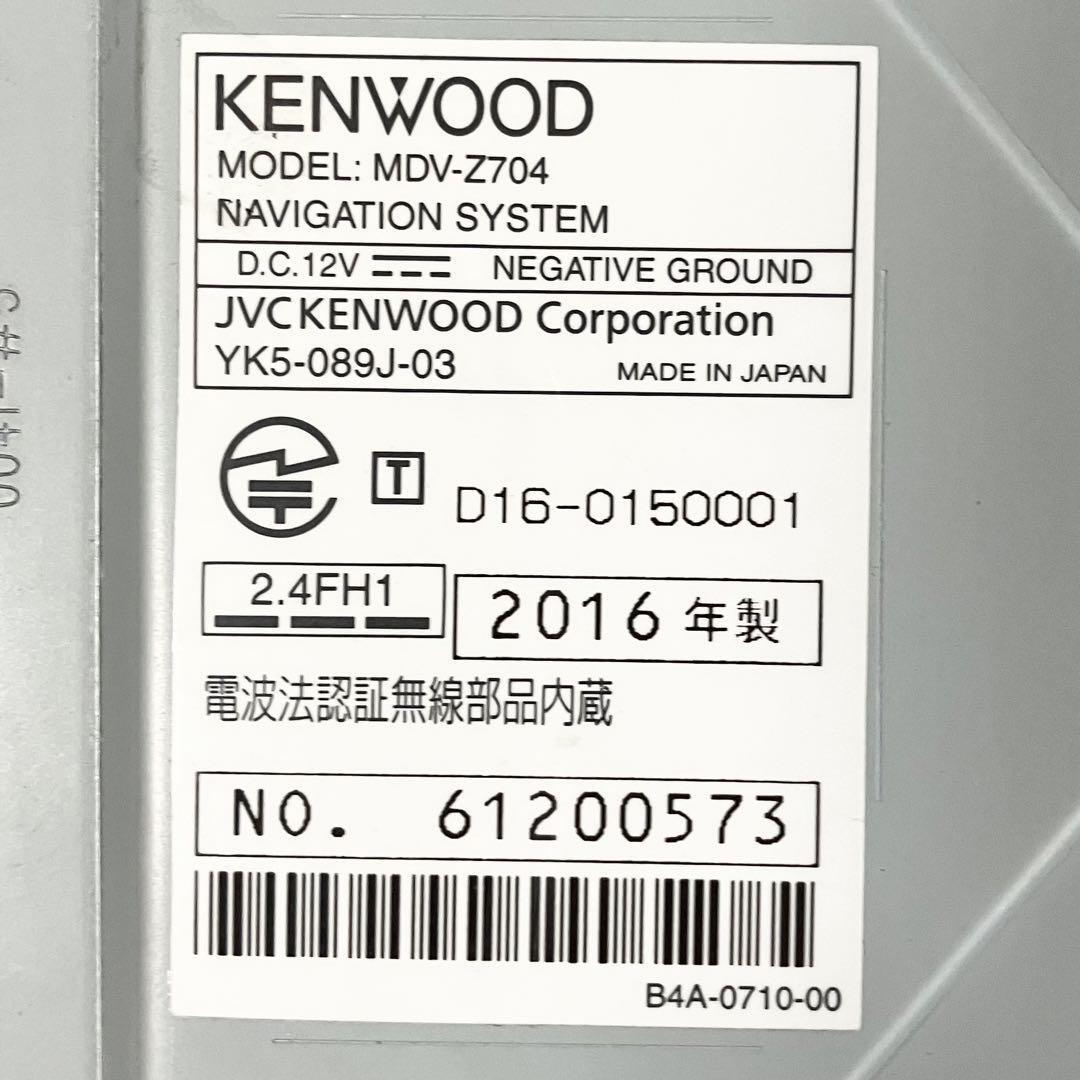 KENWOOD
MODEL: MDV-Z704
NAVIGATION SYSTEM
D.C.12V NEGATIVE GROUND
JVCKENWOOD Corporation
YK5-089J-03 MADE IN JAPAN
T D16-0150001
2.4FH1
2016 年製
電波法認証無線部品内蔵
NO. 61200573
B4A-0710-00